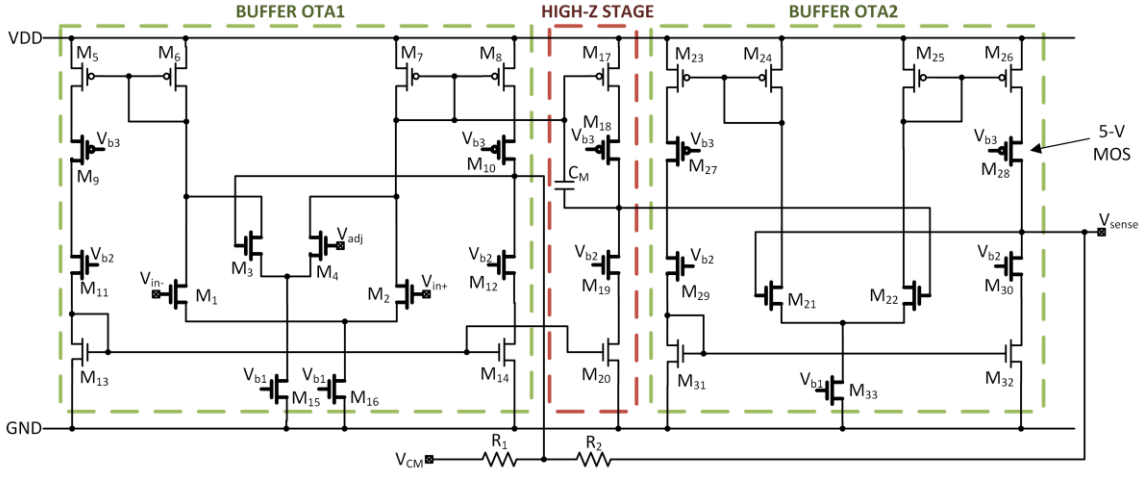 BUFFER OTA1 HIGH-Z STAGE BUFFER OTA2
VDD
M5 M6 M7 M8 M17 M23 M24 M25 M26
Vb3 Vb3 M18 Vb3 Vb3 Vb3 5-V
MOS
M9 M10 M27 M28
CM
Vadj Vsense
M3 M4
Vb2 Vb2 Vb2 Vb2 Vb2
Vin- M11 M1 M2 Vin+ M12 M19 M29 M21 M22 M30
M13 M14 M20 M31 M32
Vb1 M15 Vb1 M16 Vb1 M33
GND
R1 R2
VCM